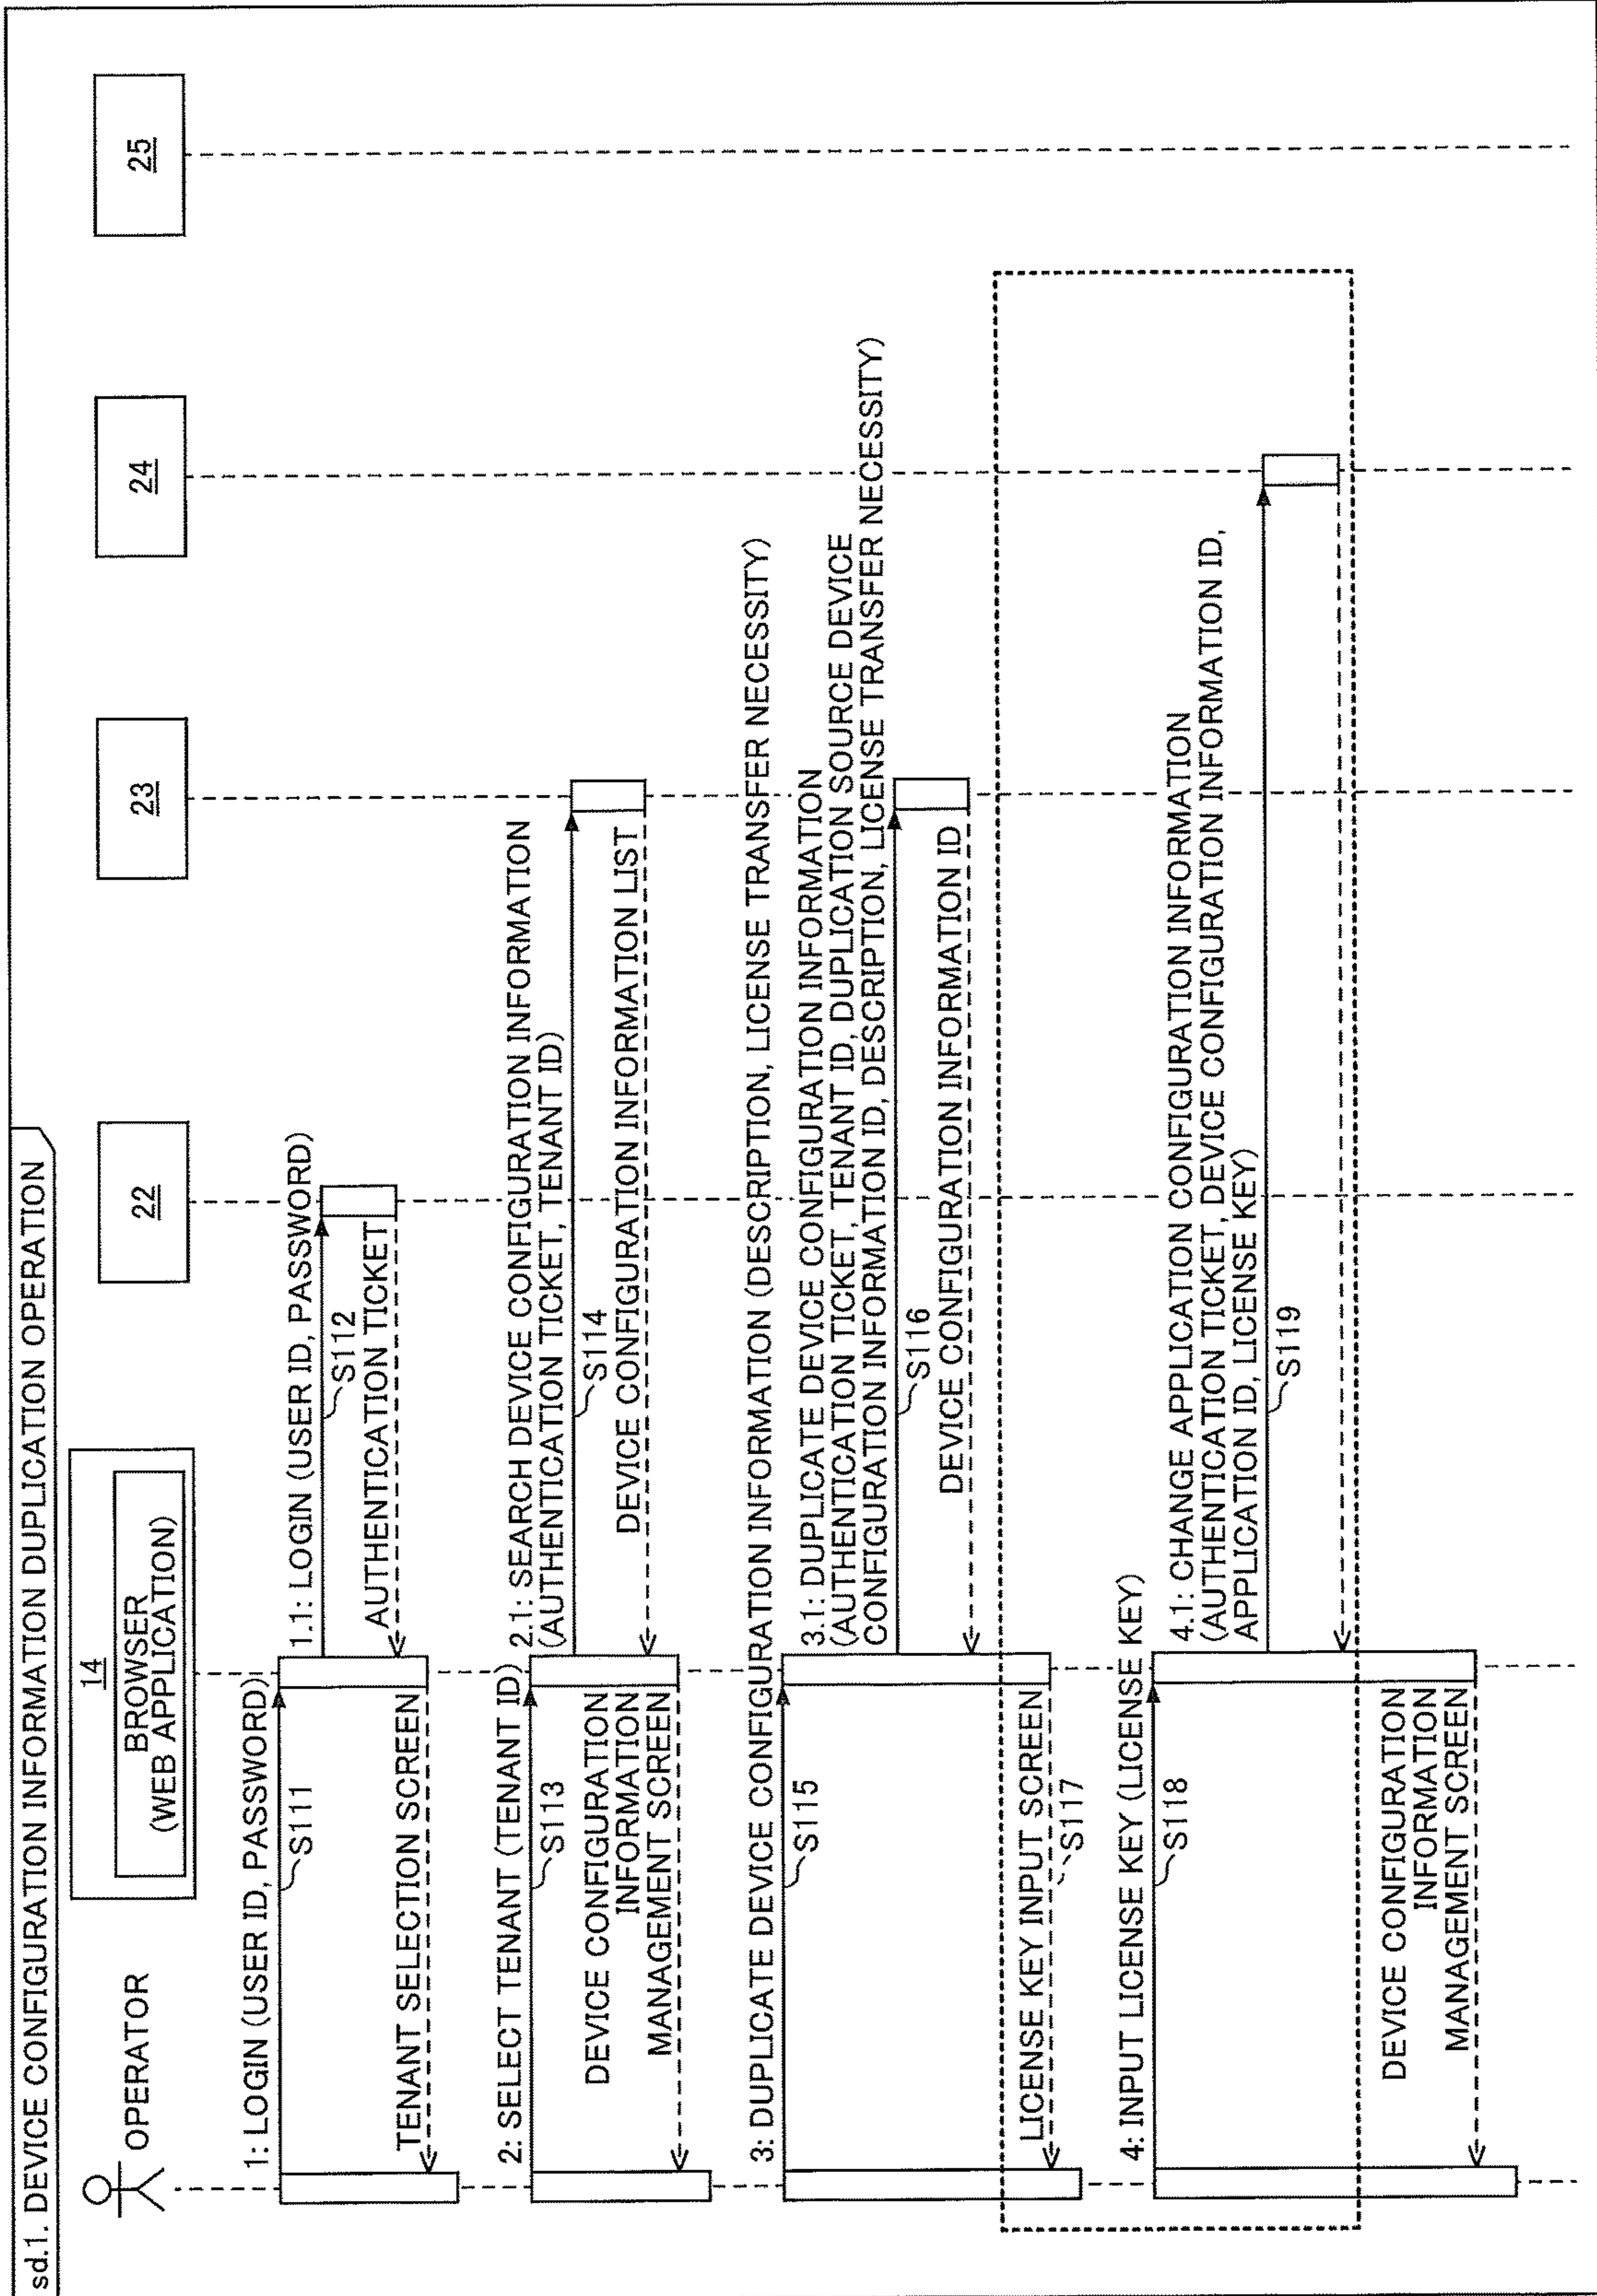 sd.1. DEVICE CONFIGURATION INFORMATION DUPLICATION OPERATION
OPERATOR
14
BROWSER
(WEB APPLICATION)
22
23
24
25
1: LOGIN (USER ID, PASSWORD)
S111
1.1: LOGIN (USER ID, PASSWORD)
S112
AUTHENTICATION TICKET
TENANT SELECTION SCREEN
2: SELECT TENANT (TENANT ID)
S113
2.1: SEARCH DEVICE CONFIGURATION INFORMATION
(AUTHENTICATION TICKET, TENANT ID)
S114
DEVICE CONFIGURATION INFORMATION LIST
DEVICE CONFIGURATION
INFORMATION
MANAGEMENT SCREEN
3: DUPLICATE DEVICE CONFIGURATION INFORMATION (DESCRIPTION, LICENSE TRANSFER NECESSITY)
S115
3.1: DUPLICATE DEVICE CONFIGURATION INFORMATION
(AUTHENTICATION TICKET, TENANT ID, DUPLICATION SOURCE DEVICE
CONFIGURATION INFORMATION ID, DESCRIPTION, LICENSE TRANSFER NECESSITY)
S116
DEVICE CONFIGURATION INFORMATION ID
LICENSE KEY INPUT SCREEN
S117
4: INPUT LICENSE KEY (LICENSE KEY)
S118
4.1: CHANGE APPLICATION CONFIGURATION INFORMATION
(AUTHENTICATION TICKET, DEVICE CONFIGURATION INFORMATION ID,
APPLICATION ID, LICENSE KEY)
S119
DEVICE CONFIGURATION
INFORMATION
MANAGEMENT SCREEN